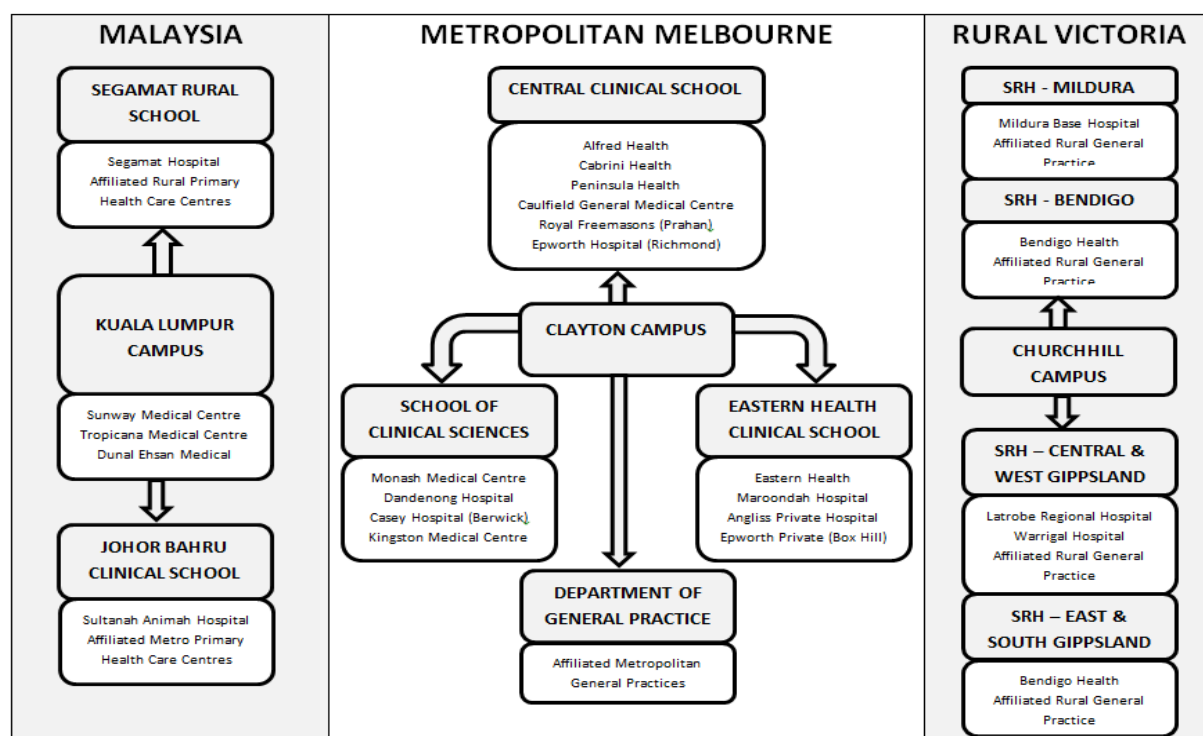 MALAYSIA
SEGAMAT RURAL
SCHOOL
Segamat Hospital
Affiliated Rural Primary
Health Care Centres
KUALA LUMPUR
CAMPUS
Sunway Medical Centre
Tropicana Medical Centre
Dunal Ehsan Medical
JOHOR BAHRU
CLINICAL SCHOOL
Sultanah Animah Hospital
Affiliated Metro Primary
Health Care Centres
METROPOLITAN MELBOURNE
CENTRAL CLINICAL SCHOOL
Alfred Health
Cabrini Health
Peninsula Health
Caulfield General Medical Centre
Royal Freemasons (Prahan)
Epworth Hospital (Richmond)
CLAYTON CAMPUS
SCHOOL OF
CLINICAL SCIENCES
Monash Medical Centre
Dandenong Hospital
Casey Hospital (Berwick)
Kingston Medical Centre
EASTERN HEALTH
CLINICAL SCHOOL
Eastern Health
Maroondah Hospital
Angliss Private Hospital
Epworth Private (Box Hill)
DEPARTMENT OF
GENERAL PRACTICE
Affiliated Metropolitan
General Practices
RURAL VICTORIA
SRH - MILDURA
Mildura Base Hospital
Affiliated Rural General
Practice
SRH - BENDIGO
Bendigo Health
Affiliated Rural General
Practice
CHURCHHILL
CAMPUS
SRH – CENTRAL &
WEST GIPPSLAND
Latrobe Regional Hospital
Warrigal Hospital
Affiliated Rural General
Practice
SRH – EAST &
SOUTH GIPPSLAND
Bendigo Health
Affiliated Rural General
Practice